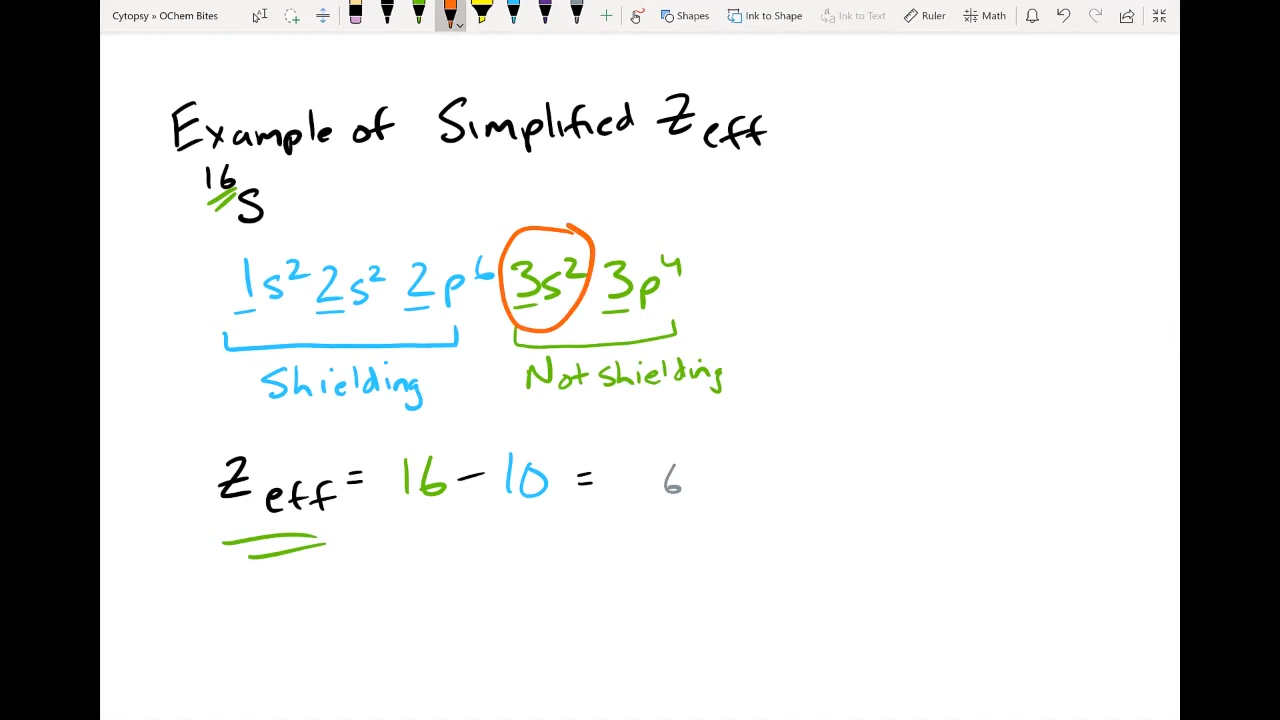 Cytopsy » OChem Bites Shapes Ink to Shape Ink to Text Ruler Math
Example of Simplified Zeff
16
S
1s² 2s² 2p⁶ 3s² 3p⁴
Shielding Not shielding
Zeff = 16 - 10 = 6